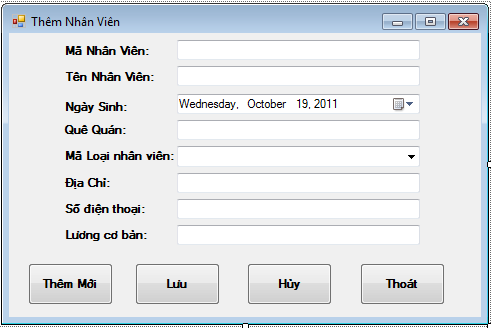 Thêm Nhân Viên
Mã Nhân Viên:
Tên Nhân Viên:
Ngày Sinh: Wednesday, October 19, 2011
Quê Quán:
Mã Loại nhân viên:
Địa Chỉ:
Số điện thoại:
Lương cơ bản:
Thêm Mới Lưu Hủy Thoát